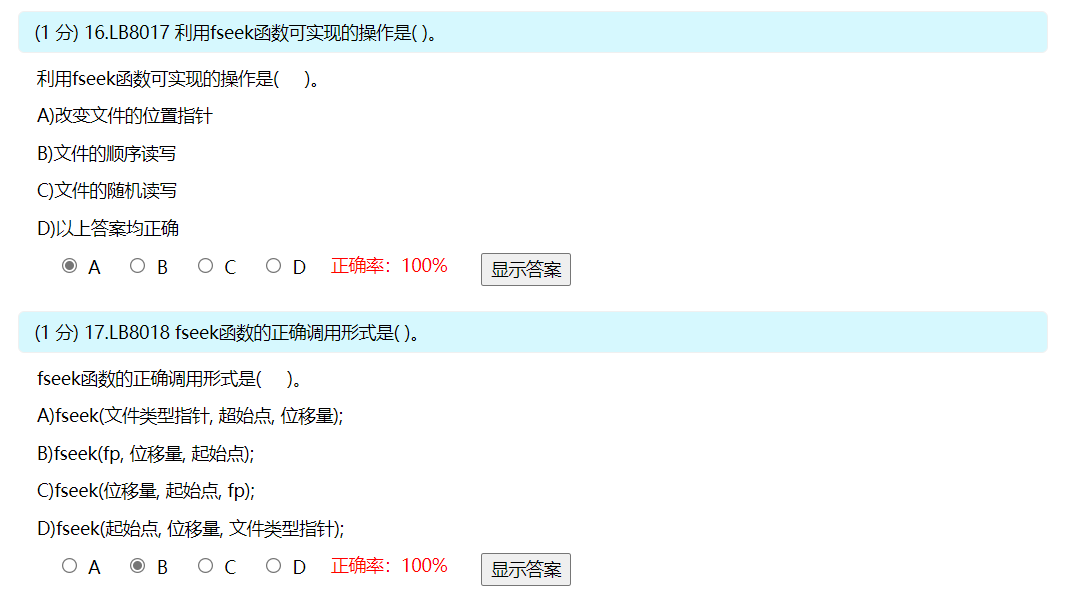 (1 分) 16.LB8017 利用fseek函数可实现的操作是( )。
利用fseek函数可实现的操作是( )。
A)改变文件的位置指针
B)文件的顺序读写
C)文件的随机读写
D)以上答案均正确
A B C D 正确率：100% 显示答案
(1 分) 17.LB8018 fseek函数的正确调用形式是( )。
fseek函数的正确调用形式是( )。
A)fseek(文件类型指针, 超始点, 位移量);
B)fseek(fp, 位移量, 起始点);
C)fseek(位移量, 起始点, fp);
D)fseek(起始点, 位移量, 文件类型指针);
A B C D 正确率：100% 显示答案